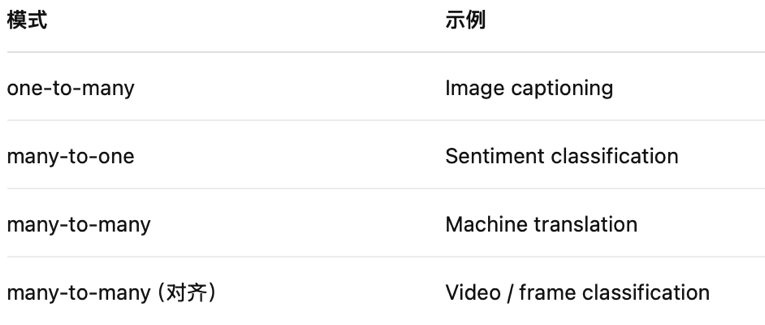 模式 示例
one-to-many Image captioning
many-to-one Sentiment classification
many-to-many Machine translation
many-to-many（对齐） Video / frame classification